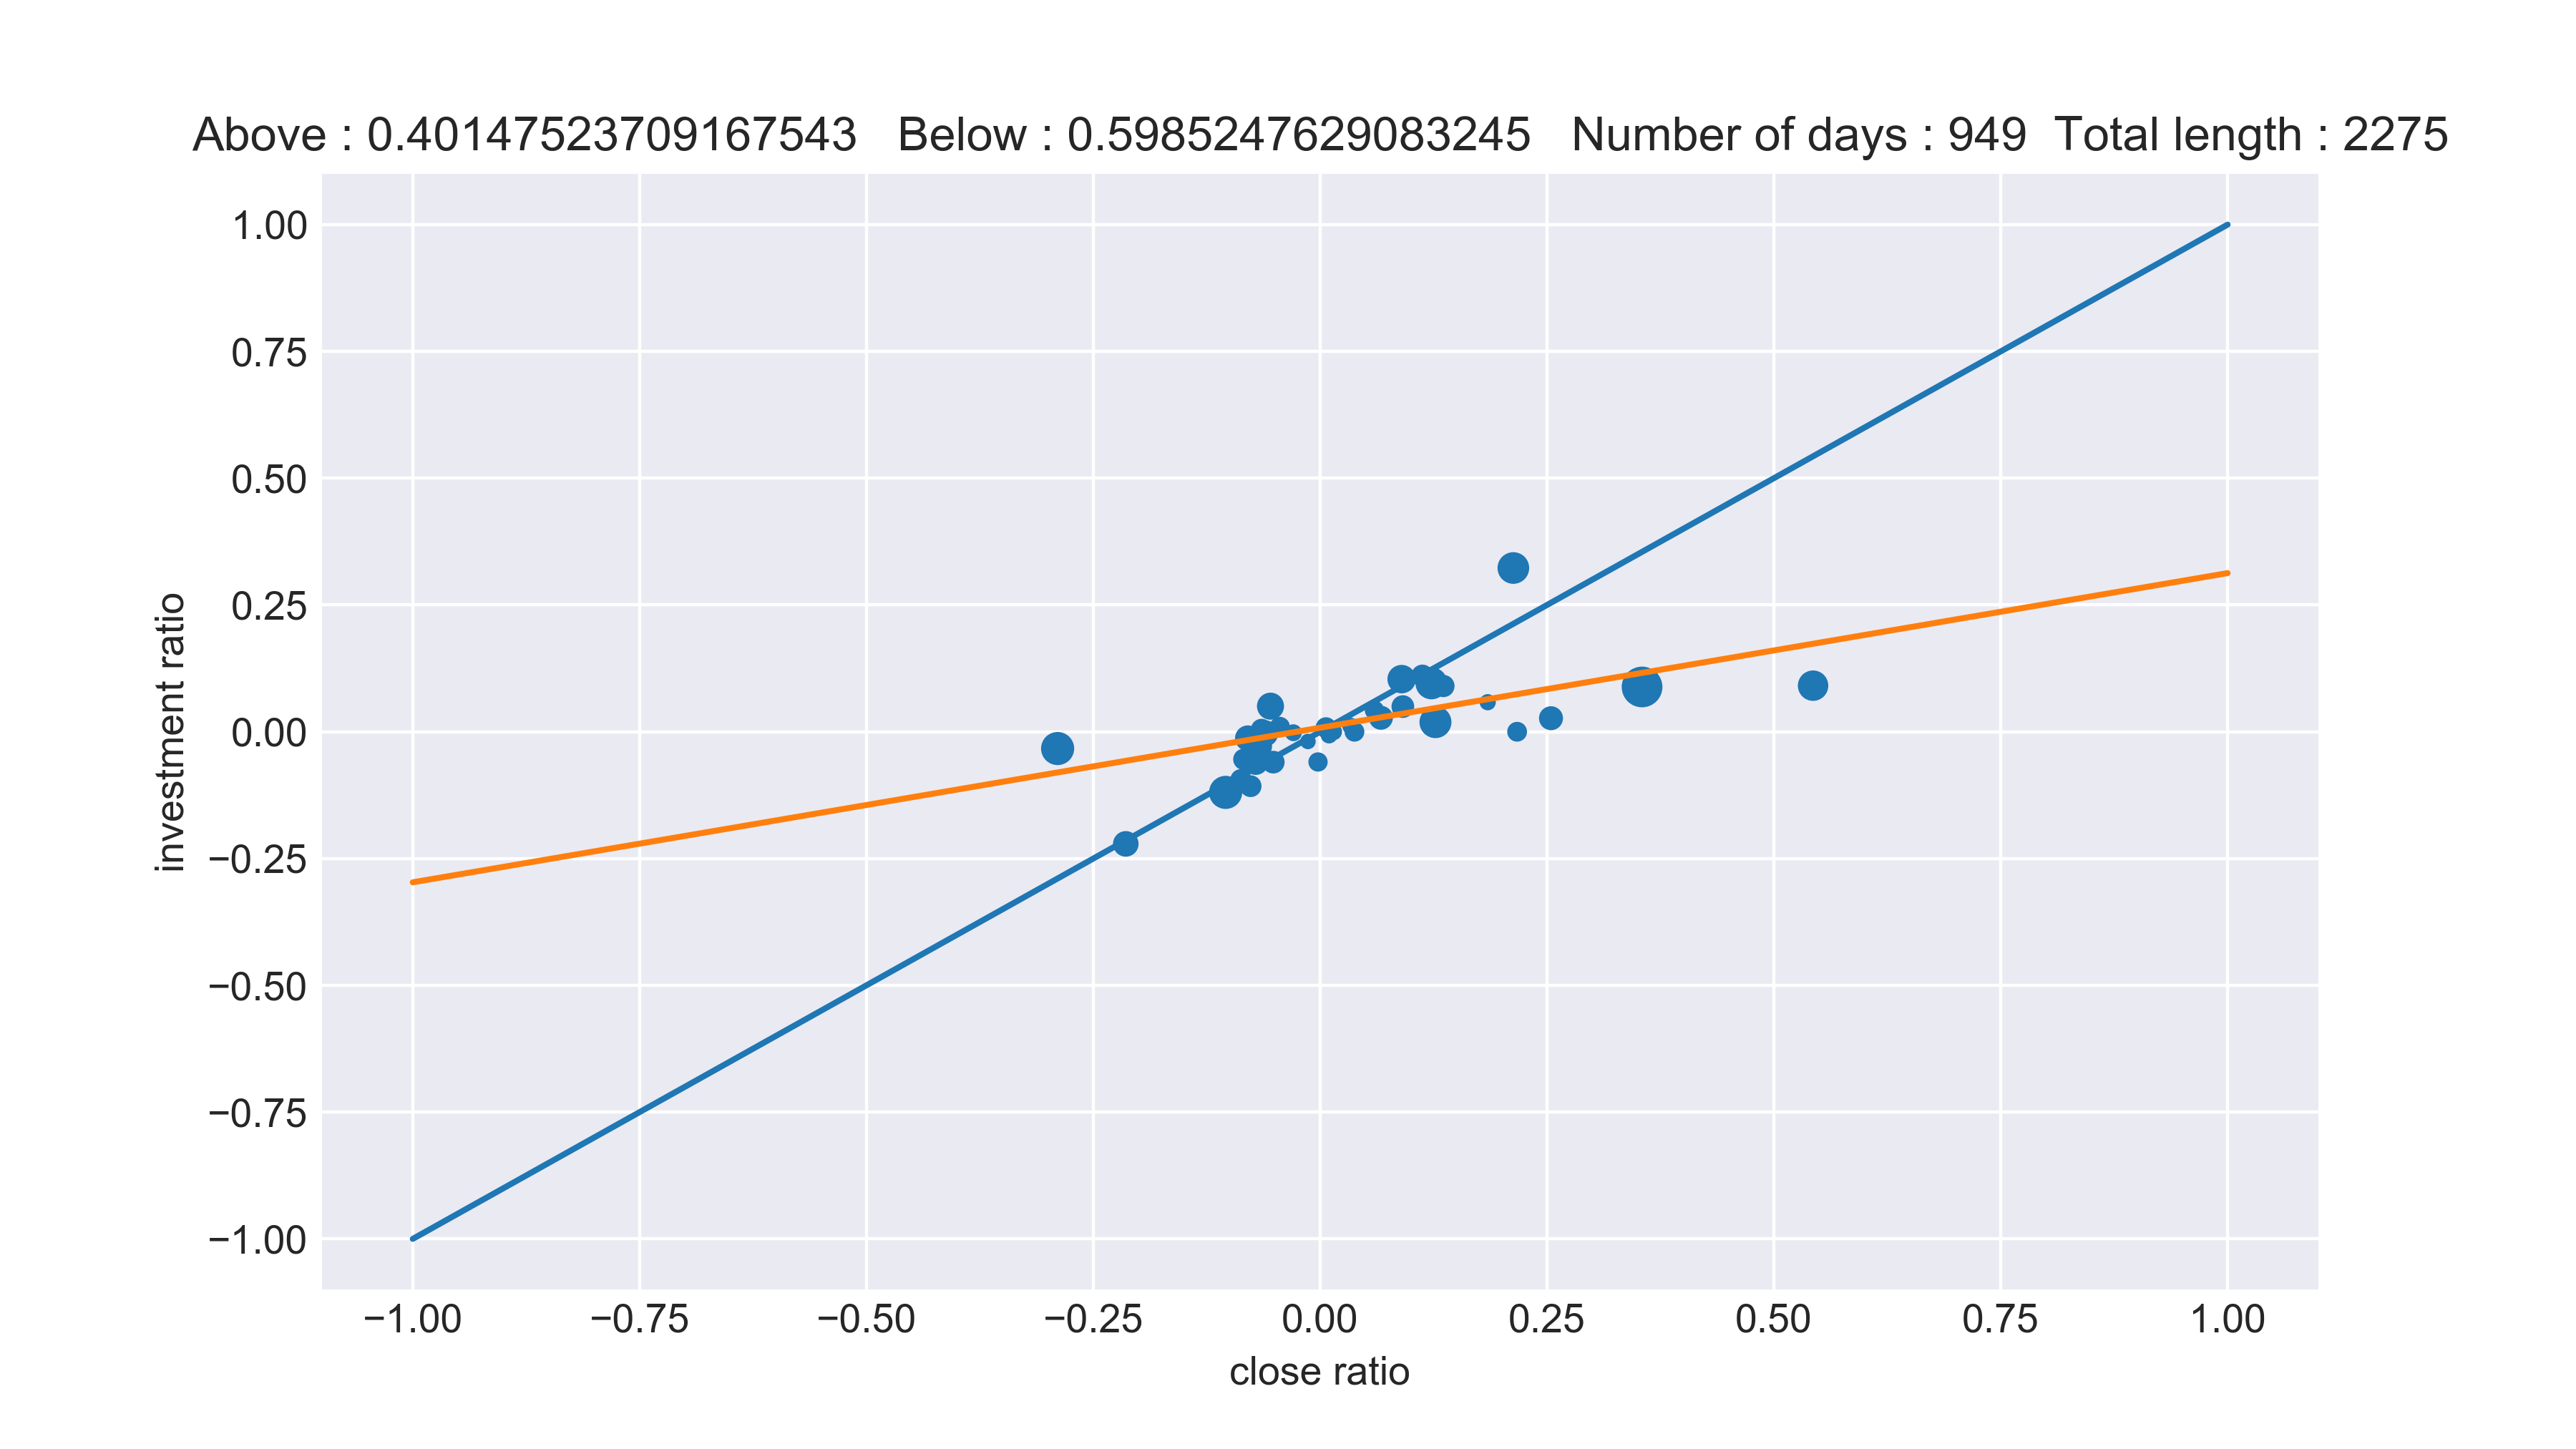 Above : 0.401475237091675​43 Below : 0.5985247629083245 Number of days : 949 Total length : 2275
1.00
0.75
0.50
0.25
0.00
−0.25
−0.50
−0.75
−1.00
investment ratio
−1.00 −0.75 −0.50 −0.25 0.00 0.25 0.50 0.75 1.00
close ratio